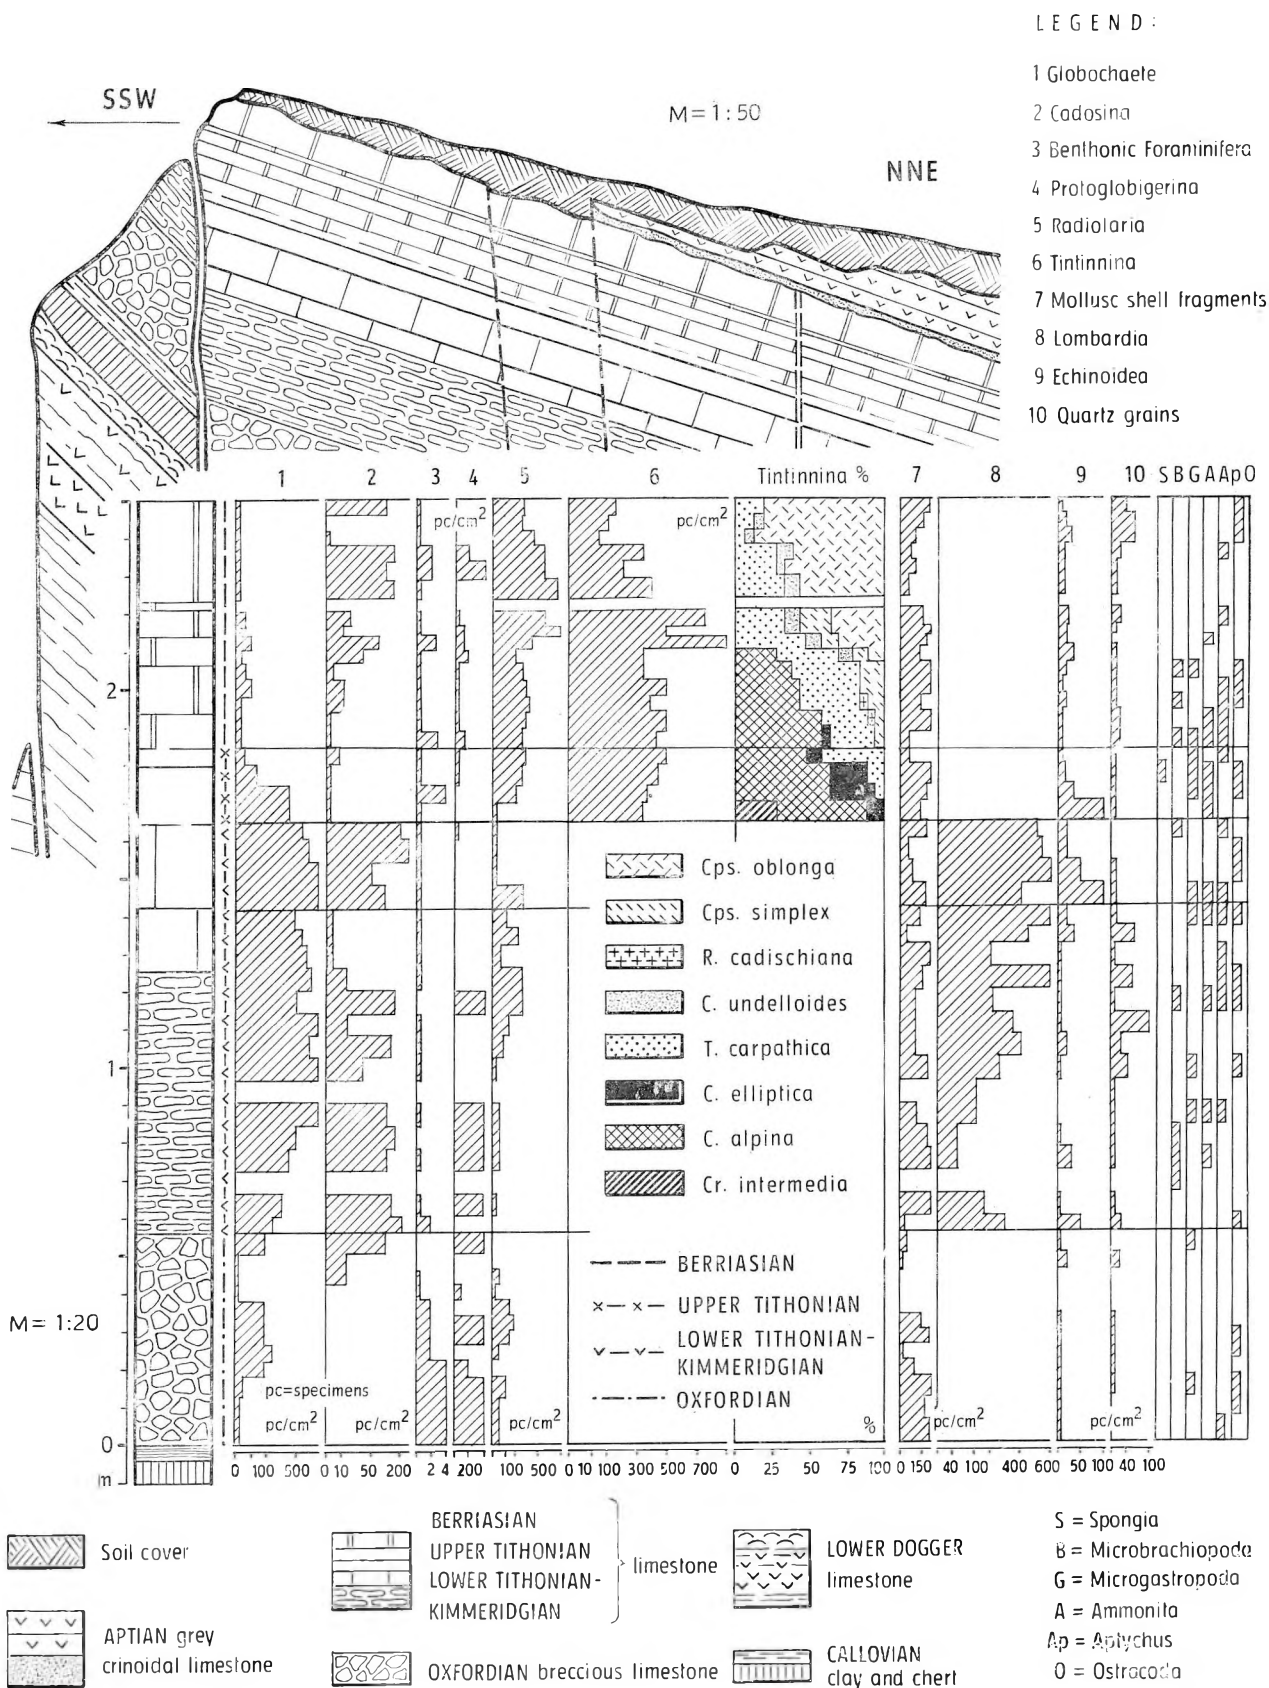 LEGEND:
1 Globochaete
2 Cadosina
3 Benthonic Foraminifera
4 Protoglobigerina
5 Radiolaria
6 Tintinnina
7 Mollusc shell fragments
8 Lombardia
9 Echinoidea
10 Quartz grains
SSW
M=1:50
NNE
1 2 3 4 5 6 Tintinnina % 7 8 9 10 S B G A Ap O
pc/cm² pc/cm²
2
1
0
m
M= 1:20
Cps. oblonga
Cps. simplex
R. cadischiana
C. undelloides
T. carpathica
C. elliptica
C. alpina
Cr. intermedia
BERRIASIAN
UPPER TITHONIAN
LOWER TITHONIAN-
KIMMERIDGIAN
OXFORDIAN
pc=specimens
pc/cm² pc/cm² pc/cm² % pc/cm² pc/cm²
0 100 500 0 10 50 200 2 4 200 100 500 0 10 100 300 500 700 0 25 50 75 100 0 150 40 100 400 600 50 100 40 100
Soil cover
APTIAN grey
crinoidal limestone
BERRIASIAN
UPPER TITHONIAN
LOWER TITHONIAN-
KIMMERIDGIAN
limestone
OXFORDIAN breccious limestone
LOWER DOGGER
limestone
CALLOVIAN
clay and chert
S = Spongia
B = Microbrachiopoda
G = Microgastropoda
A = Ammonita
Ap = Aptychus
O = Ostracoda